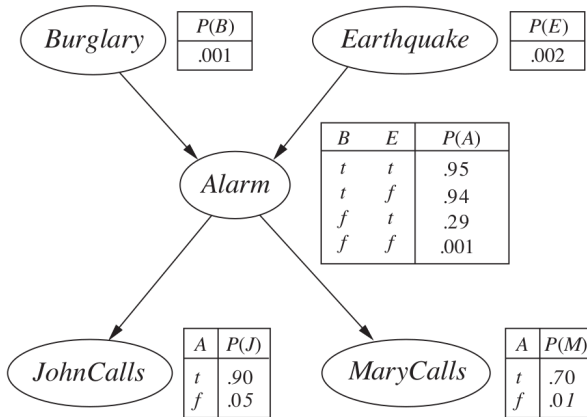 Burglary
P(B)
.001
Earthquake
P(E)
.002
Alarm
B E P(A)
t t .95
t f .94
f t .29
f f .001
JohnCalls
A P(J)
t .90
f .05
MaryCalls
A P(M)
t .70
f .01